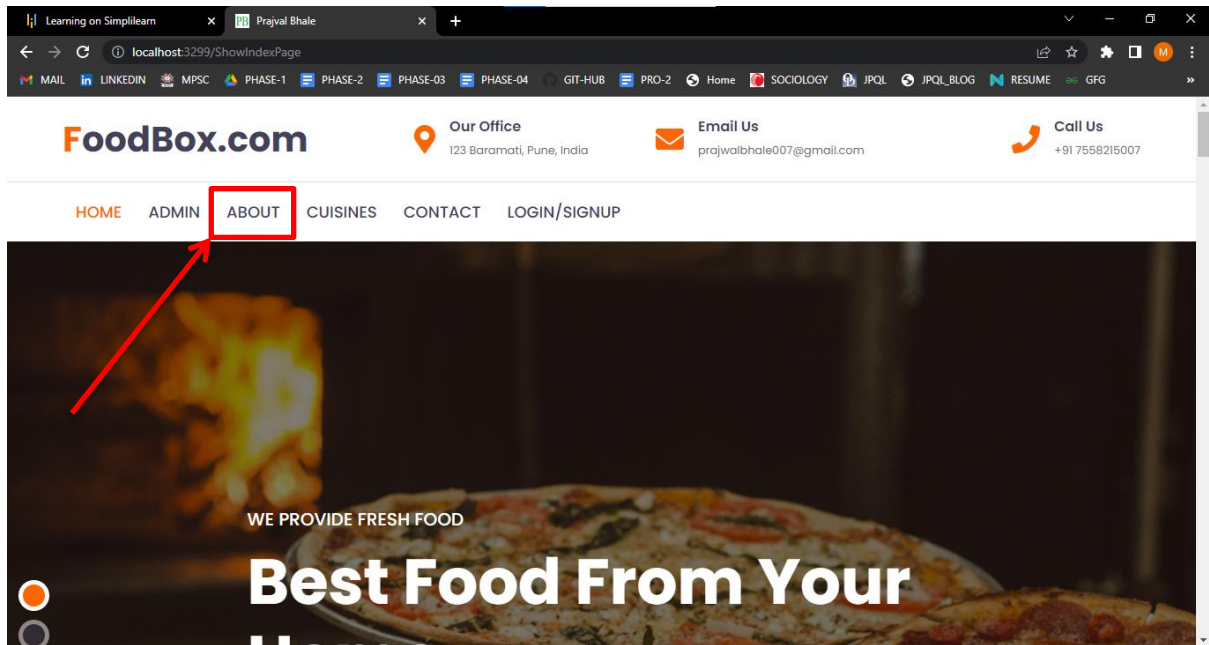 Learning on Simplilearn
PB Prajval Bhale
localhost:3299/ShowIndexPage
M
MAIL in LINKEDIN MPSC PHASE-1 PHASE-2 PHASE-03 PHASE-04 GIT-HUB PRO-2 Home SOCIOLOGY JPQL JPQL_BLOG RESUME GFG »
FoodBox.com
Our Office
123 Baramati, Pune, India
Email Us
prajwalbhale007@gmail.com
Call Us
+91 7558215007
HOME ADMIN ABOUT CUISINES CONTACT LOGIN/SIGNUP
WE PROVIDE FRESH FOOD
Best Food From Your